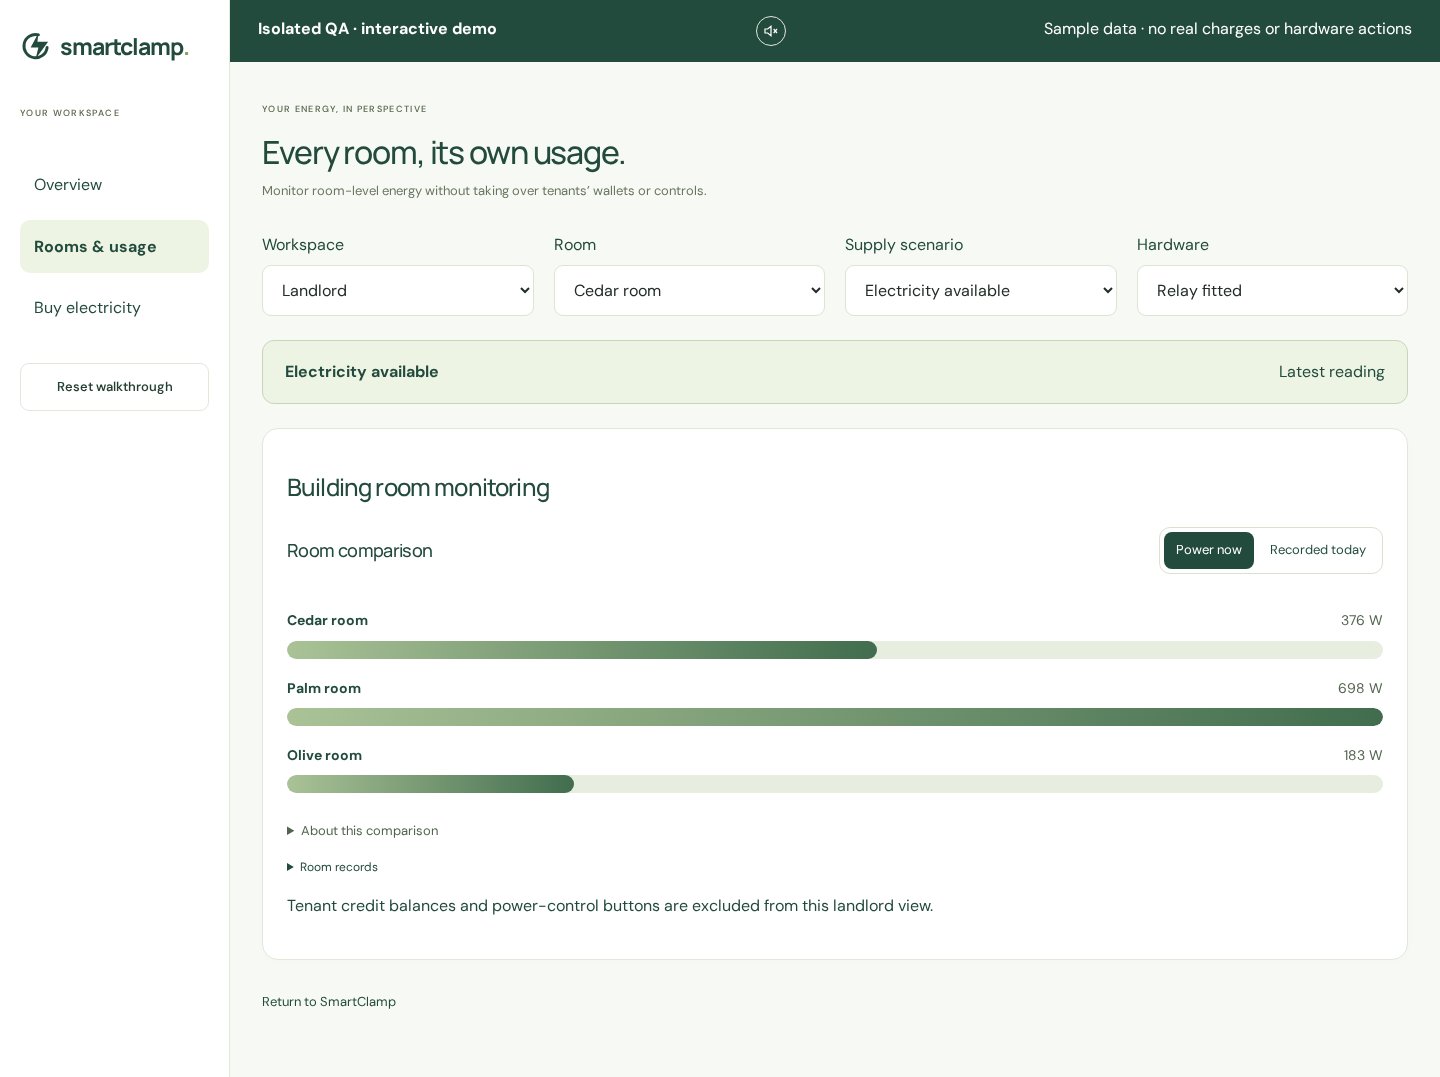 smartclamp.
YOUR WORKSPACE
Overview
Rooms & usage
Buy electricity
Reset walkthrough
Isolated QA · interactive demo
Sample data · no real charges or hardware actions
YOUR ENERGY, IN PERSPECTIVE
Every room, its own usage.
Monitor room-level energy without taking over tenants’ wallets or controls.
Workspace
Landlord
Room
Cedar room
Supply scenario
Electricity available
Hardware
Relay fitted
Electricity available
Latest reading
Building room monitoring
Room comparison
Power now
Recorded today
Cedar room
376 W
Palm room
698 W
Olive room
183 W
About this comparison
Room records
Tenant credit balances and power-control buttons are excluded from this landlord view.
Return to SmartClamp